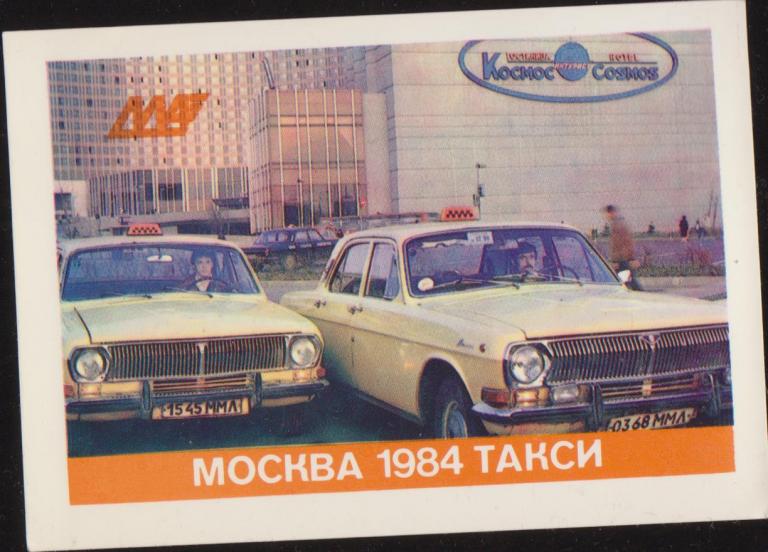 ГОСТИНИЦА HOTEL
Космос ИНТУРИСТ Cosmos
1545 ММЛ
0368 ММЛ
МОСКВА 1984 ТАКСИ